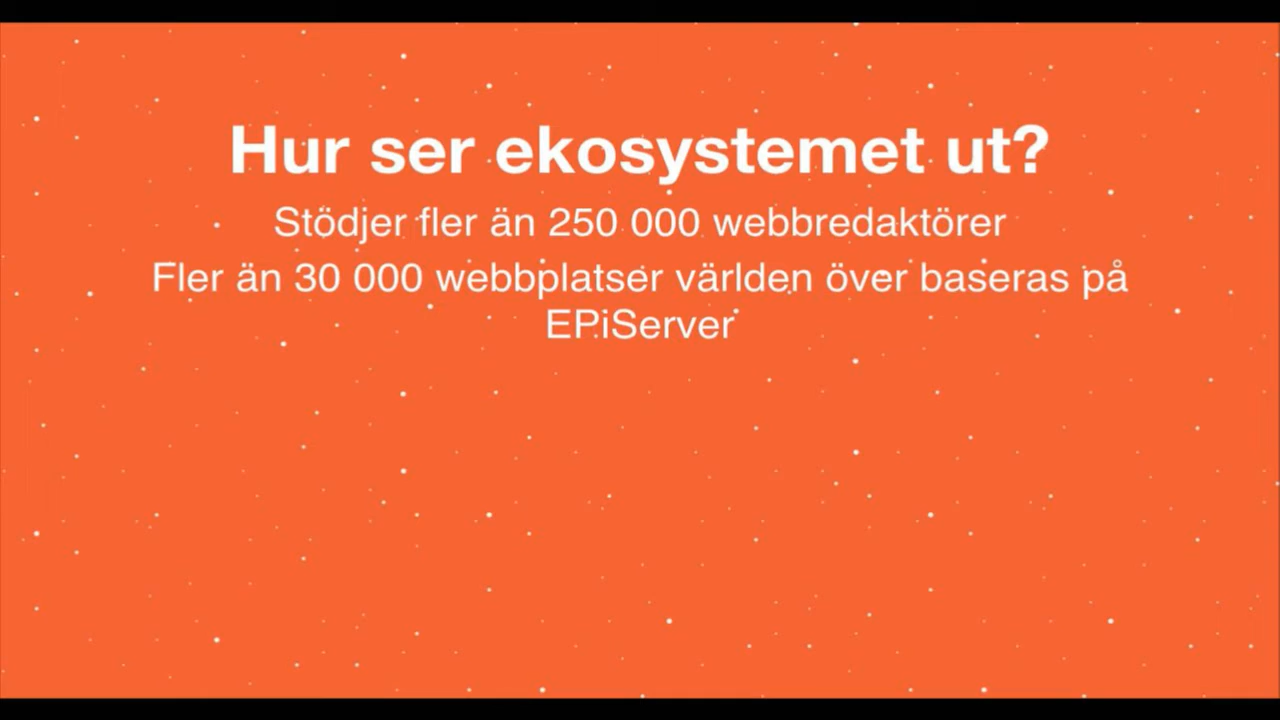 Hur ser ekosystemet ut?
Stödjer fler än 250 000 webbredaktörer
Fler än 30 000 webbplatser världen över baseras på
EPiServer